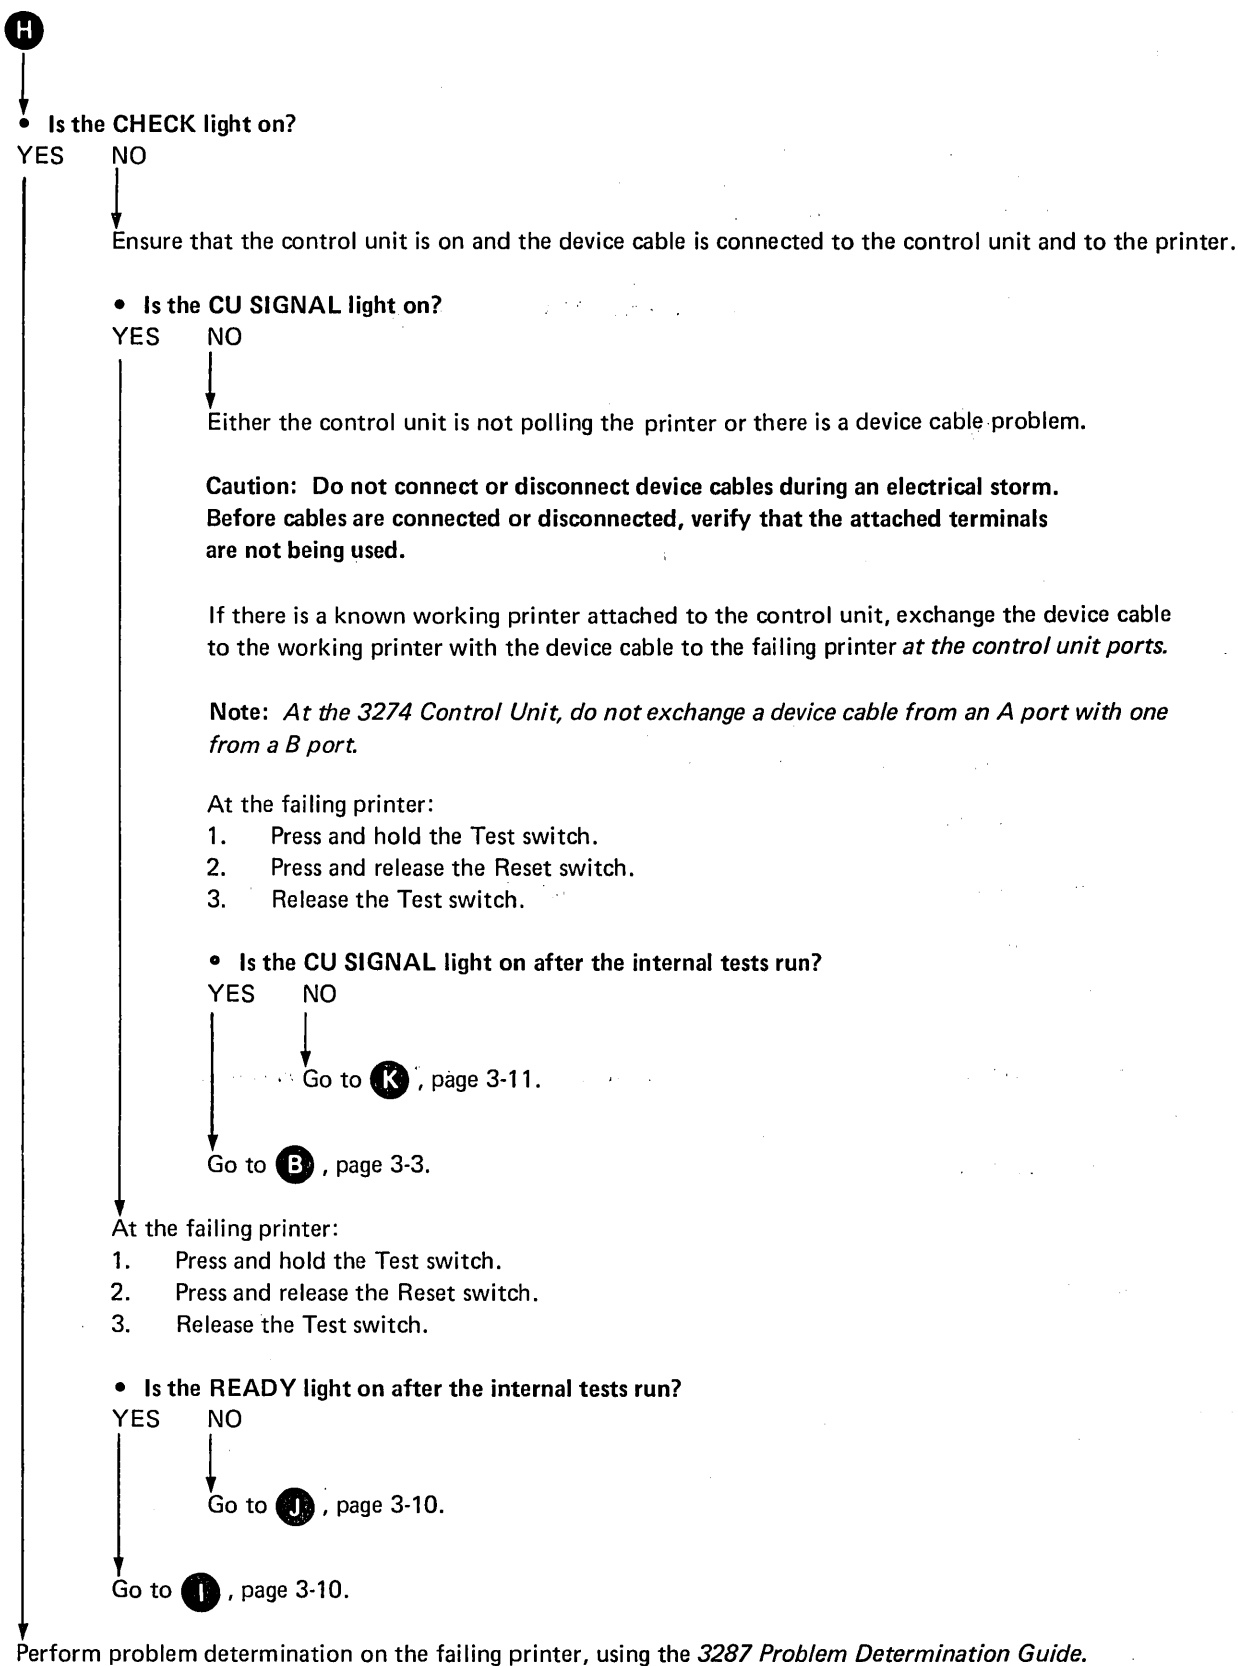 H
• Is the CHECK light on?
YES NO
Ensure that the control unit is on and the device cable is connected to the control unit and to the printer.
• Is the CU SIGNAL light on?
YES NO
Either the control unit is not polling the printer or there is a device cable problem.
Caution: Do not connect or disconnect device cables during an electrical storm.
Before cables are connected or disconnected, verify that the attached terminals
are not being used.
If there is a known working printer attached to the control unit, exchange the device cable
to the working printer with the device cable to the failing printer at the control unit ports.
Note: At the 3274 Control Unit, do not exchange a device cable from an A port with one
from a B port.
At the failing printer:
1. Press and hold the Test switch.
2. Press and release the Reset switch.
3. Release the Test switch.
• Is the CU SIGNAL light on after the internal tests run?
YES NO
Go to K , page 3-11.
Go to B , page 3-3.
At the failing printer:
1. Press and hold the Test switch.
2. Press and release the Reset switch.
3. Release the Test switch.
• Is the READY light on after the internal tests run?
YES NO
Go to J , page 3-10.
Go to I , page 3-10.
Perform problem determination on the failing printer, using the 3287 Problem Determination Guide.